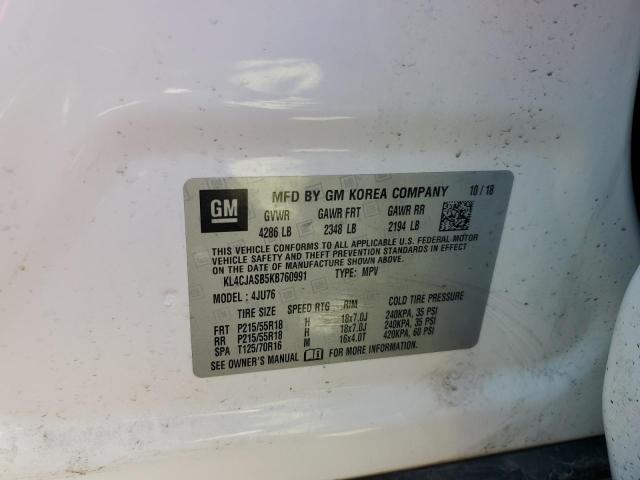 GM
MFD BY GM KOREA COMPANY 10 / 18
GVWR GAWR FRT GAWR RR
4286 LB 2348 LB 2194 LB
THIS VEHICLE CONFORMS TO ALL APPLICABLE U.S. FEDERAL MOTOR
VEHICLE SAFETY, BUMPER, AND THEFT PREVENTION STANDARDS
IN EFFECT ON THE DATE OF MANUFACTURE SHOWN ABOVE.
KL4CJASB5KB760991 TYPE: MPV
MODEL: 4JU76
TIRE SIZE SPEED RTG RIM COLD TIRE PRESSURE
FRT P215/55R18 H 18x7.0J 240KPA, 35 PSI
RR P215/55R18 H 18x7.0J 240KPA, 35 PSI
SPA T125/70R16 M 16x4.0T 420KPA, 60 PSI
SEE OWNER'S MANUAL FOR MORE INFORMATION.